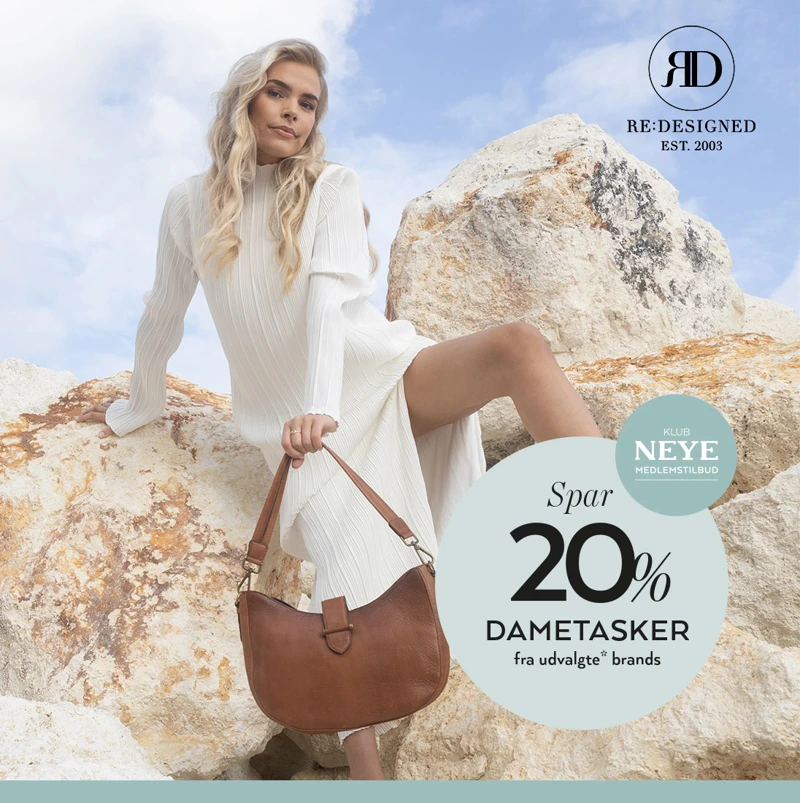 RD
RE:DESIGNED
EST. 2003
KLUB
NEYE
MEDLEMSTILBUD
Spar
20%
DAMETASKER
fra udvalgte* brands